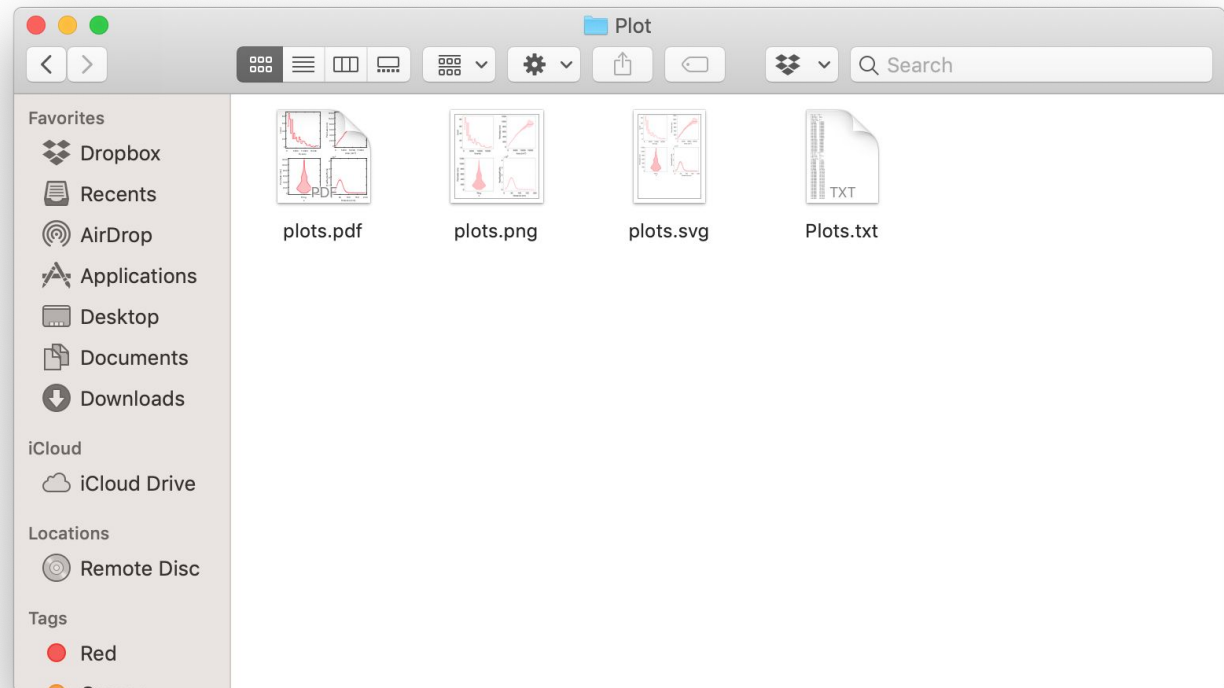 Plot
Search
Favorites
Dropbox
Recents
AirDrop
Applications
Desktop
Documents
Downloads
iCloud
iCloud Drive
Locations
Remote Disc
Tags
Red
PDF
TXT
plots.pdf
plots.png
plots.svg
Plots.txt